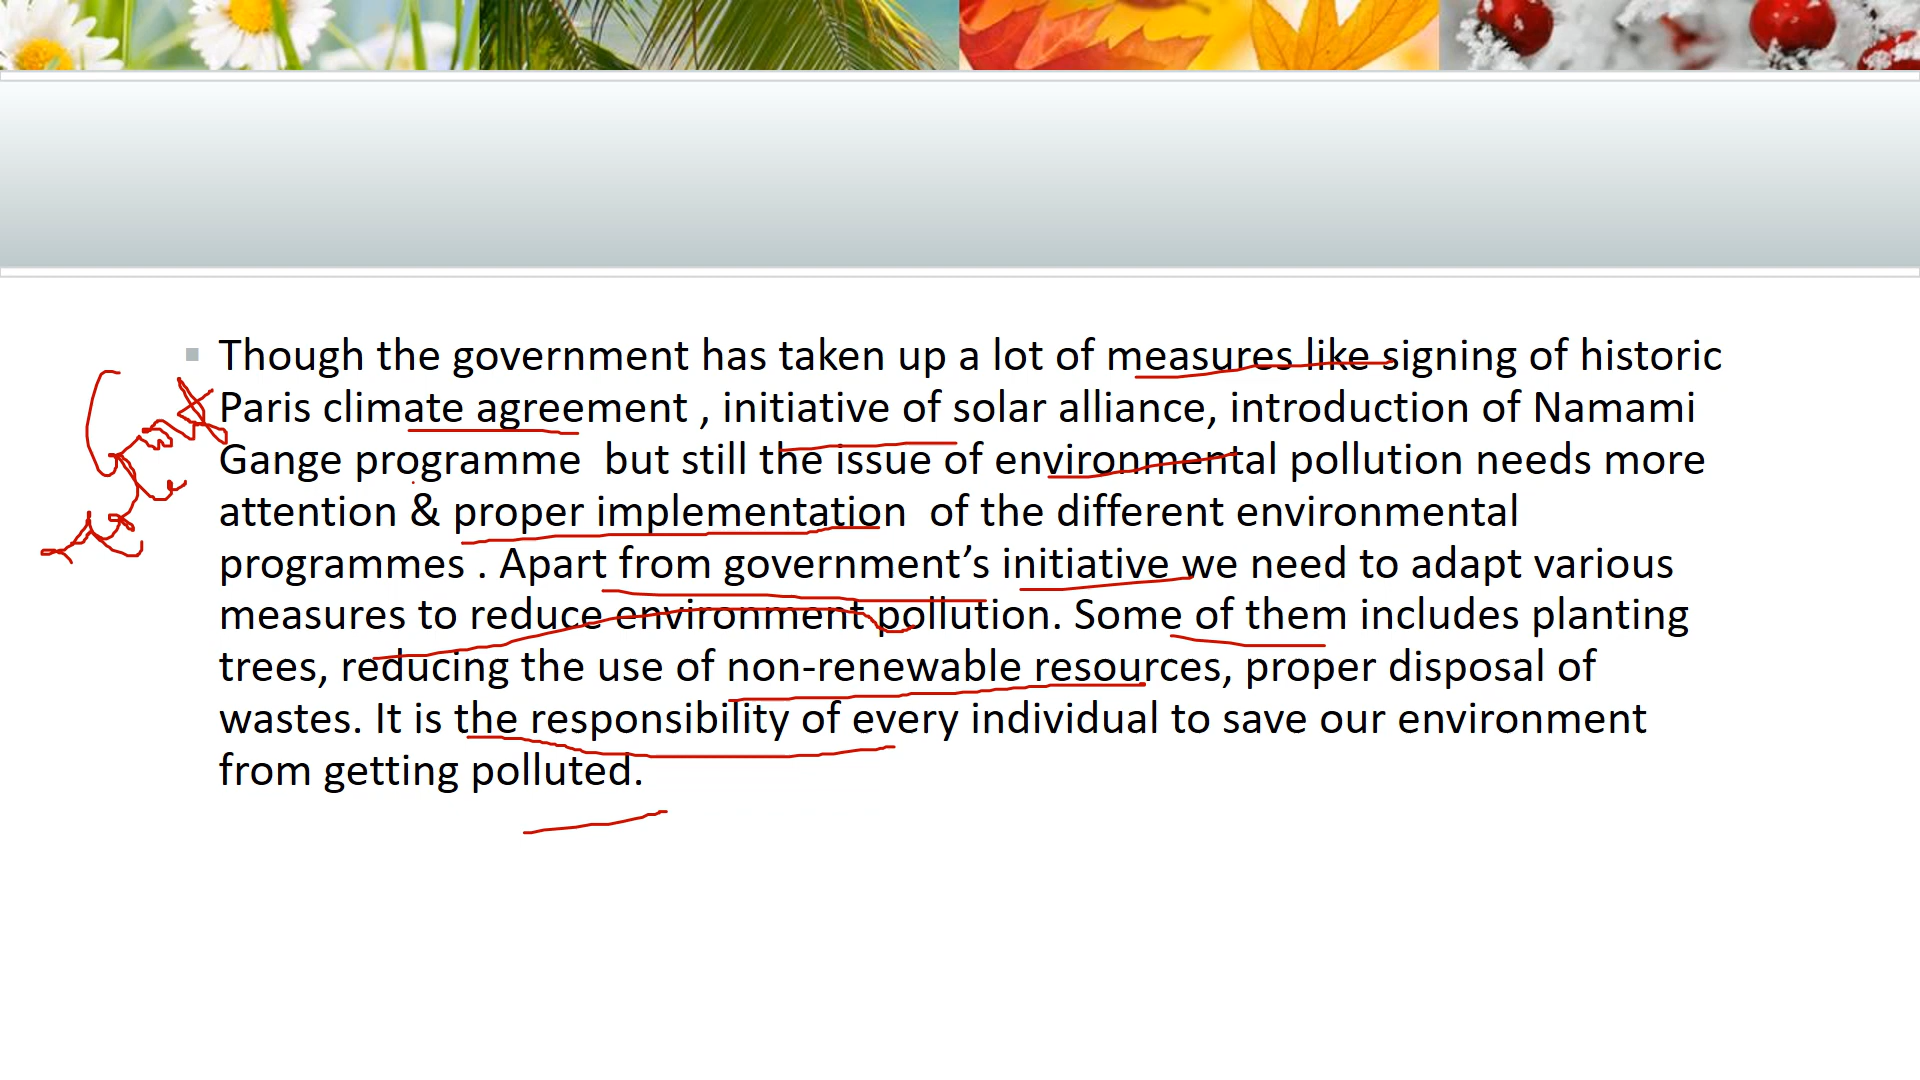 Though the government has taken up a lot of measures like signing of historic
Paris climate agreement , initiative of solar alliance, introduction of Namami
Gange programme  but still the issue of environmental pollution needs more
attention & proper implementation  of the different environmental
programmes . Apart from government’s initiative we need to adapt various
measures to reduce environment pollution. Some of them includes planting
trees, reducing the use of non-renewable resources, proper disposal of
wastes. It is the responsibility of every individual to save our environment
from getting polluted.